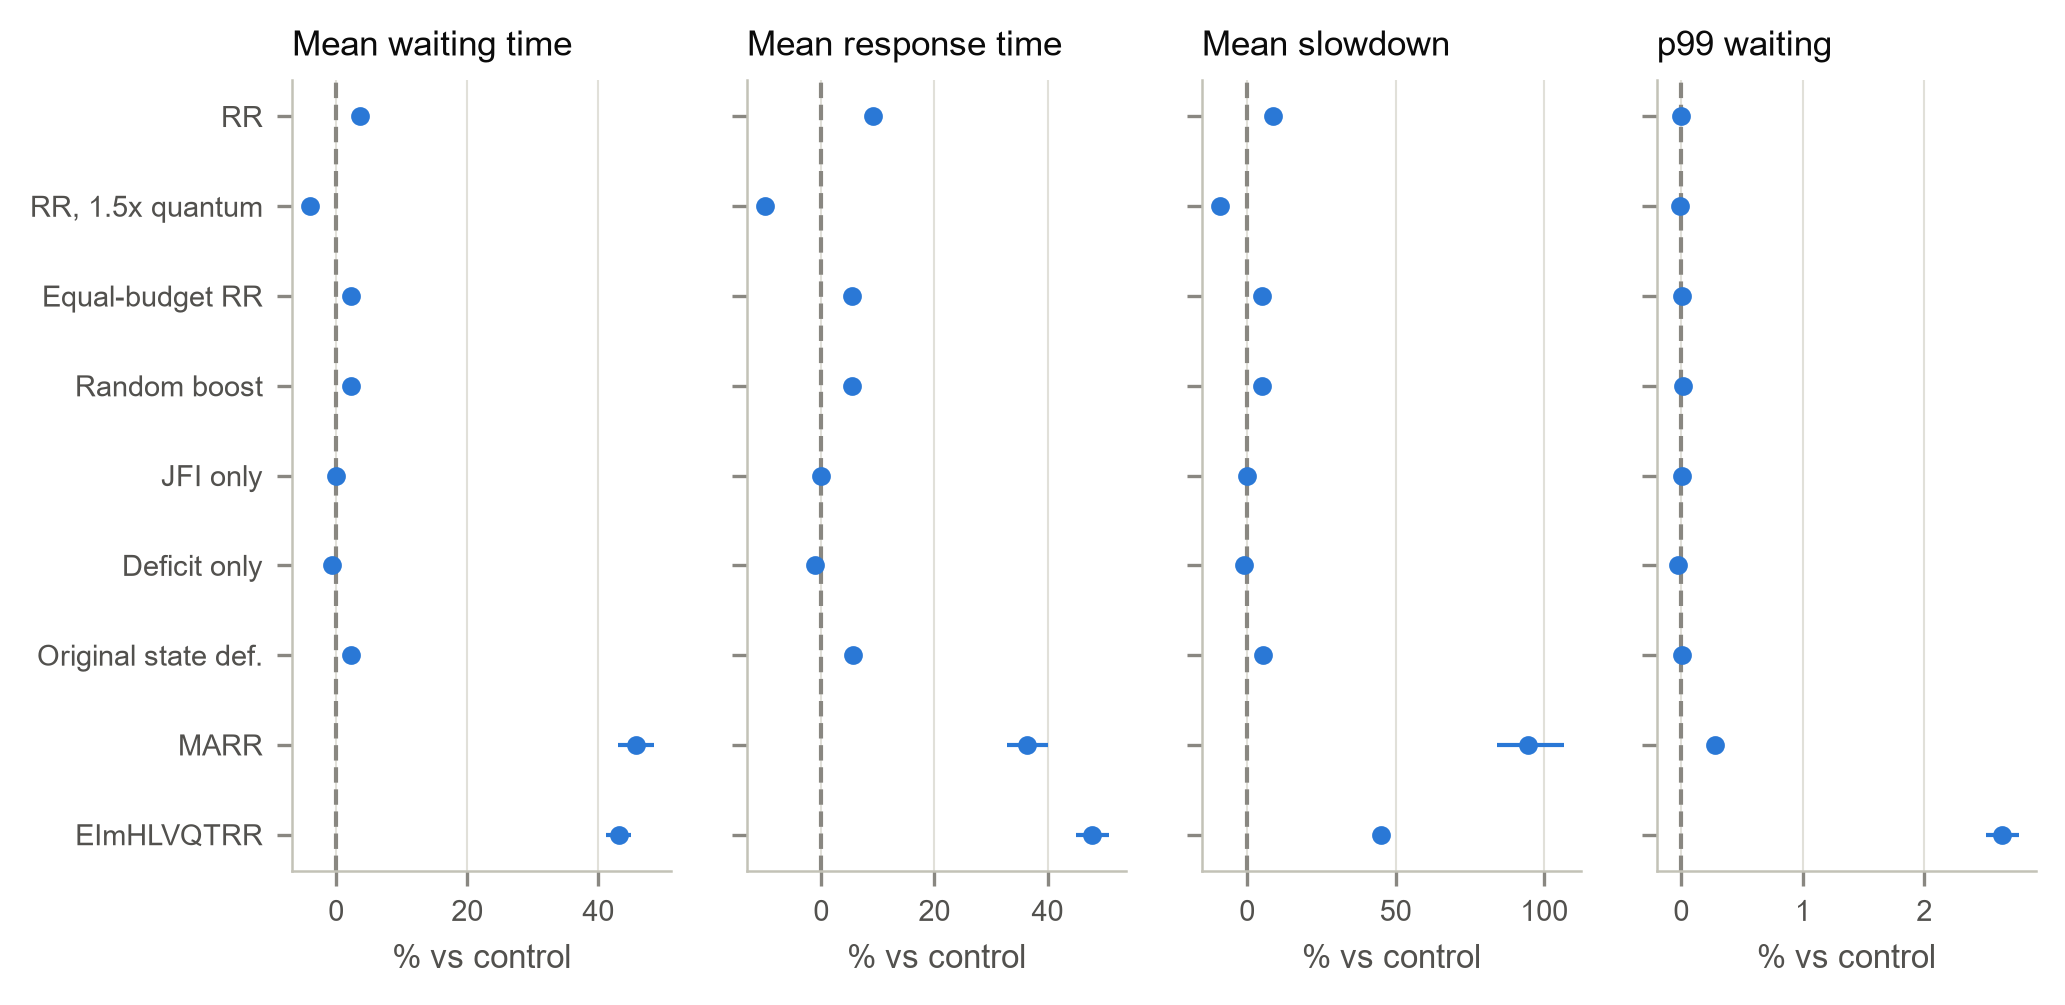 Mean waiting time
Mean response time
Mean slowdown
p99 waiting
RR
RR, 1.5x quantum
Equal-budget RR
Random boost
JFI only
Deficit only
Original state def.
MARR
EImHLVQTRR
0 20 40
0 20 40
0 50 100
0 1 2
% vs control
% vs control
% vs control
% vs control